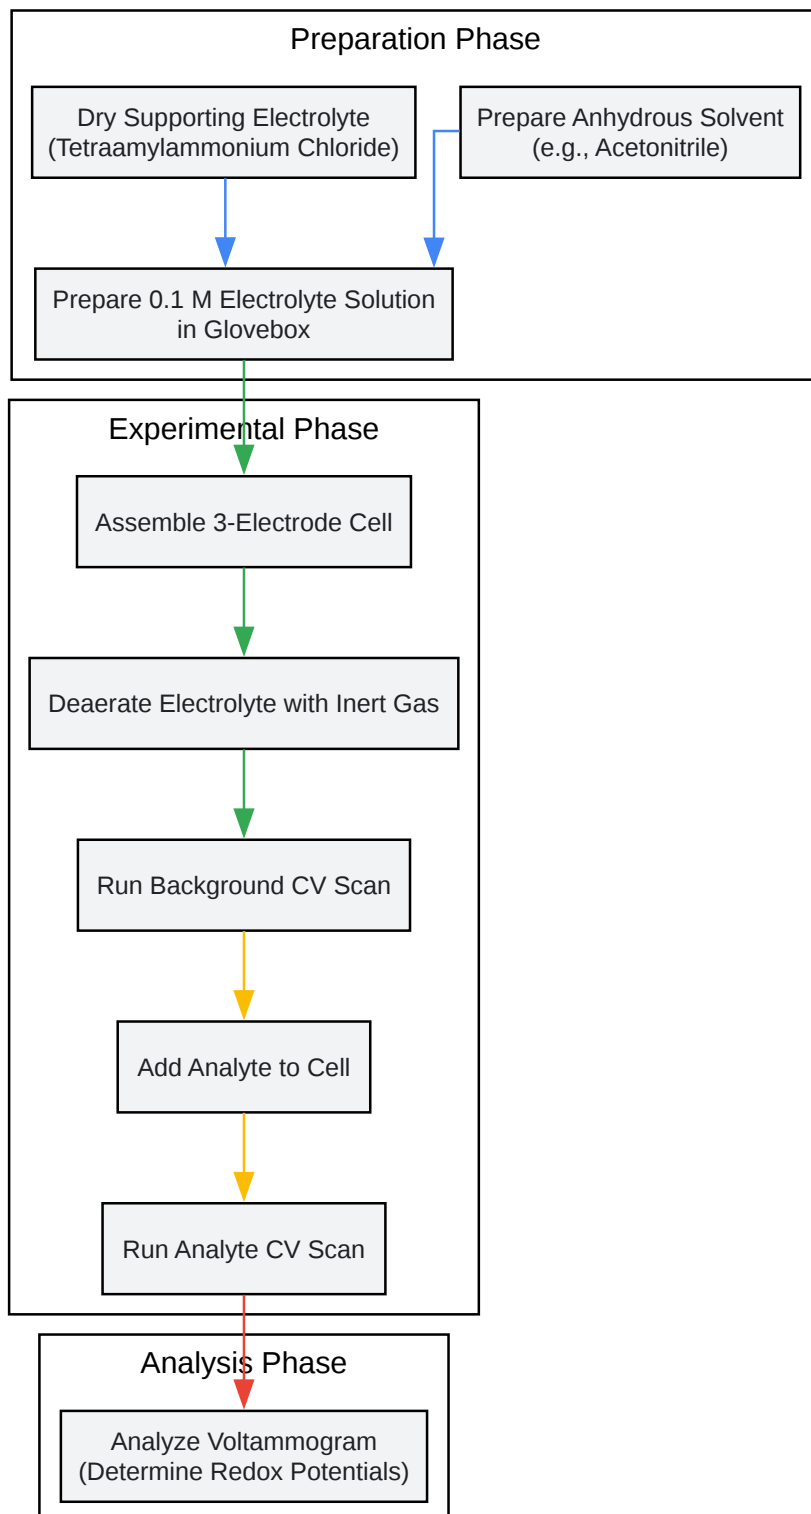 Preparation Phase
Dry Supporting Electrolyte
(Tetraamylammonium Chloride)
Prepare Anhydrous Solvent
(e.g., Acetonitrile)
Prepare 0.1 M Electrolyte Solution
in Glovebox
Experimental Phase
Assemble 3-Electrode Cell
Deaerate Electrolyte with Inert Gas
Run Background CV Scan
Add Analyte to Cell
Run Analyte CV Scan
Analysis Phase
Analyze Voltammogram
(Determine Redox Potentials)